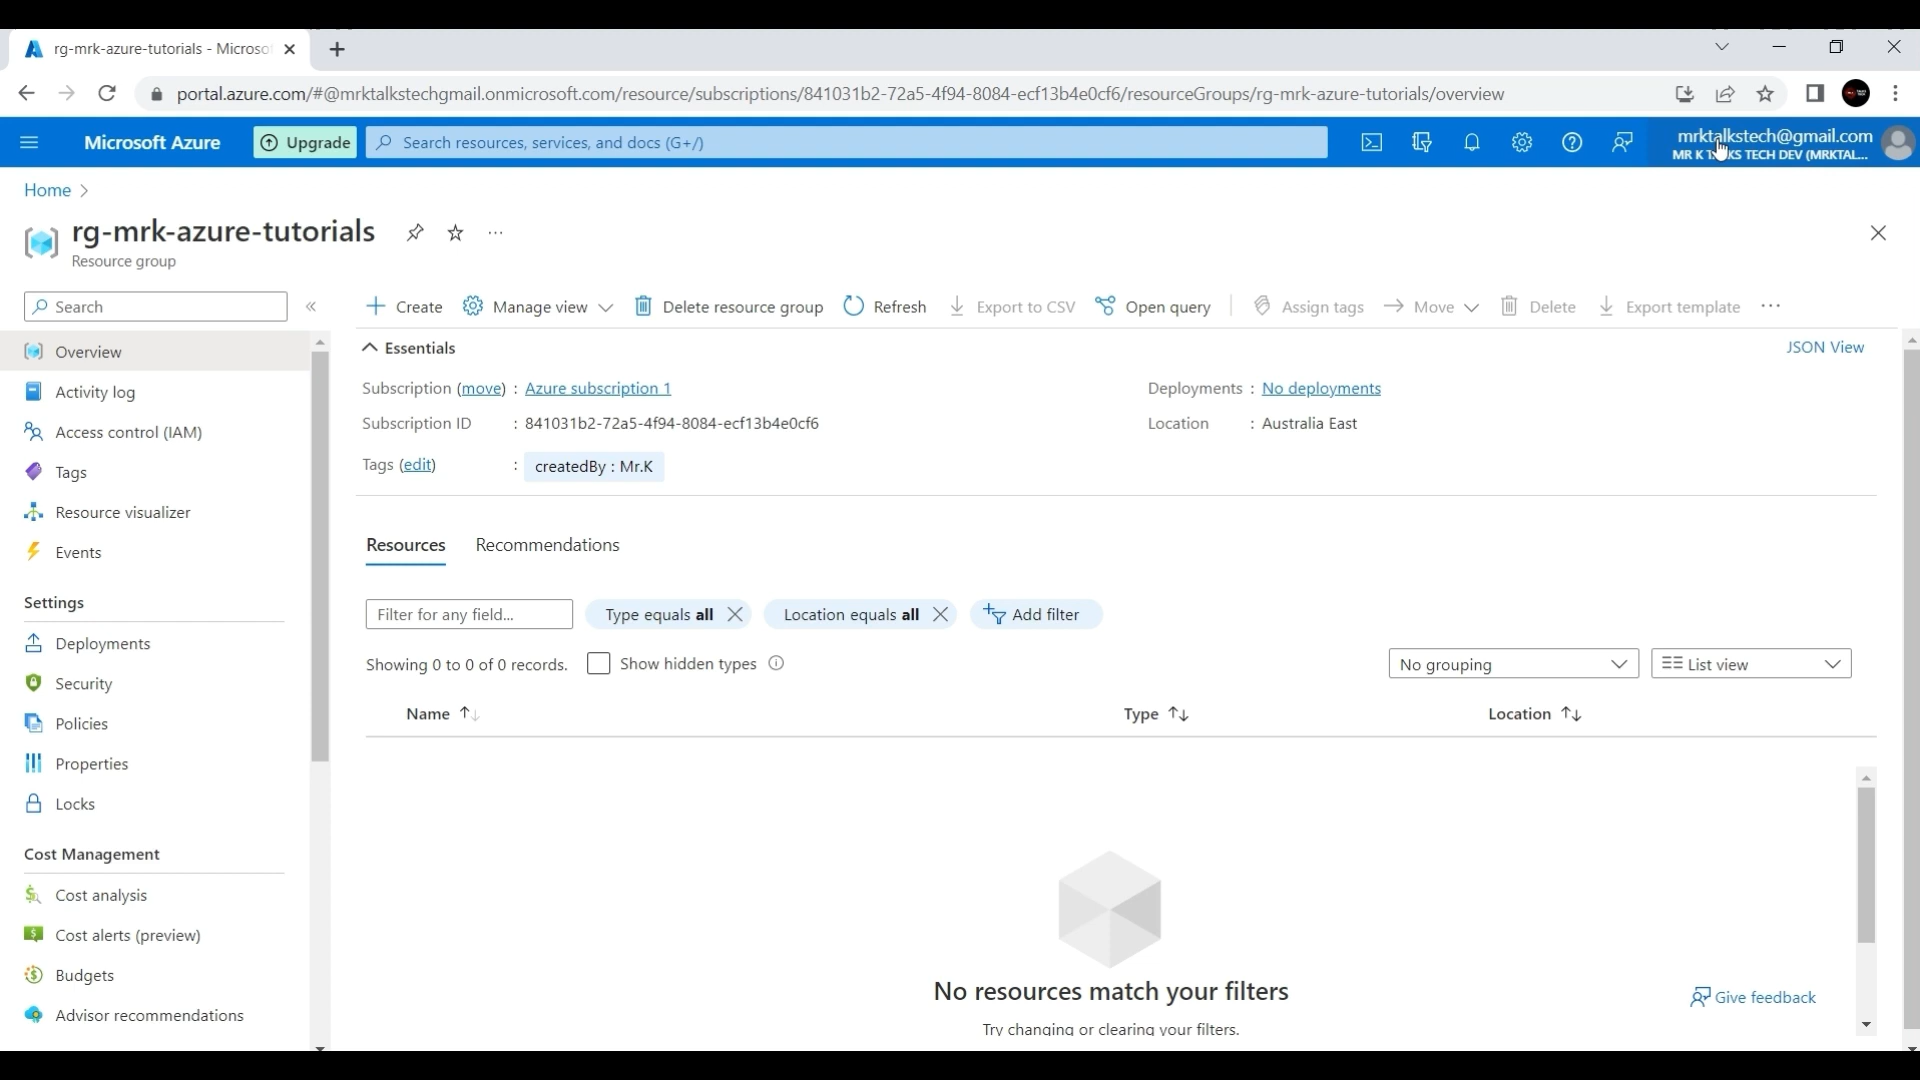 rg-mrk-azure-tutorials - Microso
portal.azure.com/#@mrktalkstechgmail.onmicrosoft.com/resource/subscriptions/841031b2-72a5-4f94-8084-ecf13b4e0cf6/resourceGroups/rg-mrk-azure-tutorials/overview
Microsoft Azure
Upgrade
Search resources, services, and docs (G+/)
mrktalkstech@gmail.com
MR K TALKS TECH DEV (MRKTAL...
Home
rg-mrk-azure-tutorials
Resource group
Search
Create
Manage view
Delete resource group
Refresh
Export to CSV
Open query
Assign tags
Move
Delete
Export template
Overview
Activity log
Access control (IAM)
Tags
Resource visualizer
Events
Settings
Deployments
Security
Policies
Properties
Locks
Cost Management
Cost analysis
Cost alerts (preview)
Budgets
Advisor recommendations
Essentials
JSON View
Subscription (move) : Azure subscription 1
Deployments : No deployments
Subscription ID : 841031b2-72a5-4f94-8084-ecf13b4e0cf6
Location : Australia East
Tags (edit) : createdBy : Mr.K
Resources
Recommendations
Filter for any field...
Type equals all
Location equals all
Add filter
Showing 0 to 0 of 0 records.
Show hidden types
No grouping
List view
Name
Type
Location
No resources match your filters
Try changing or clearing your filters.
Give feedback